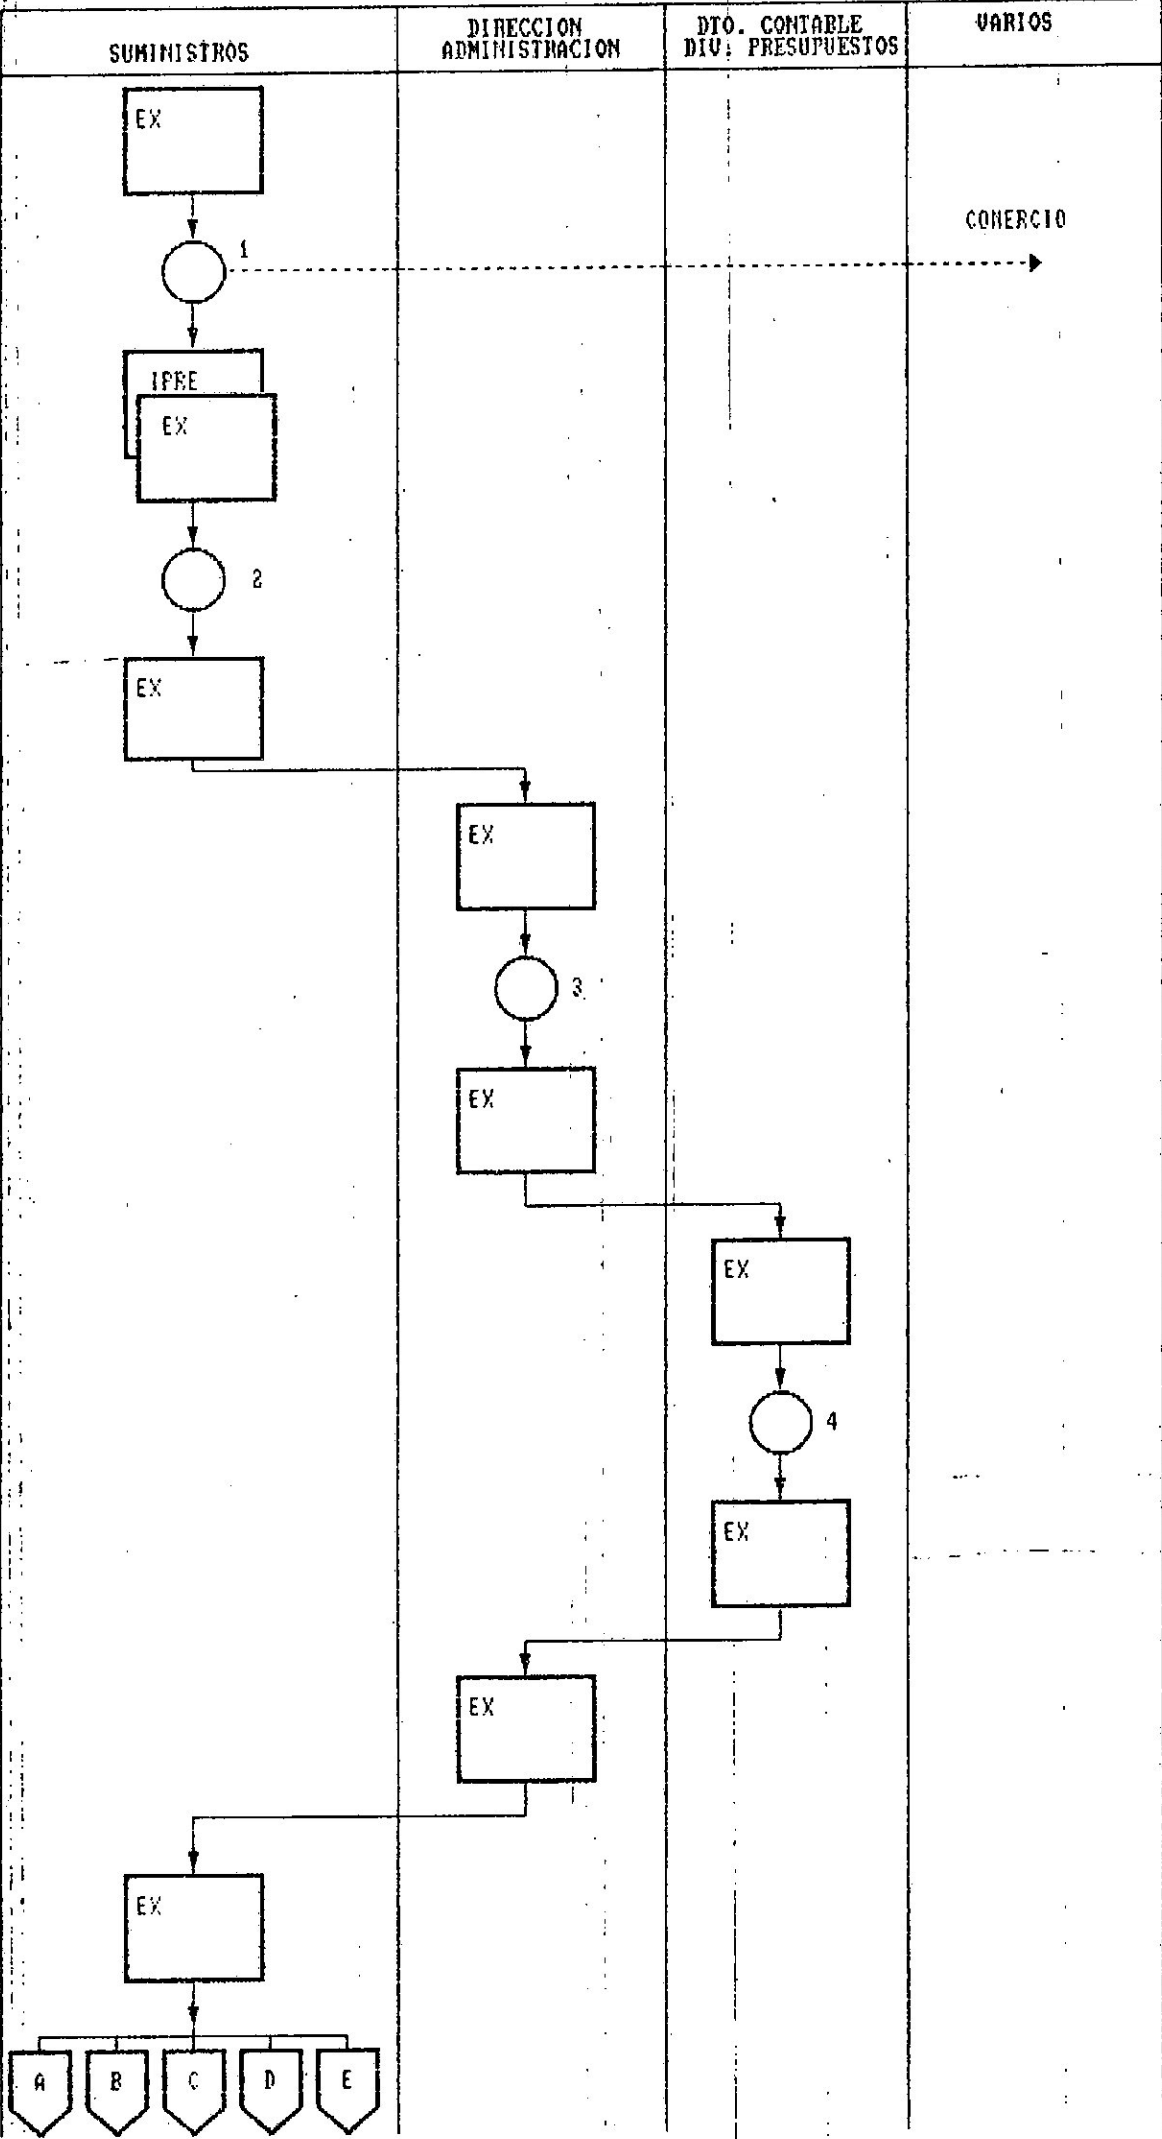 SUMINISTROS
DIRECCION
ADMINISTRACION
DTO. CONTABLE
DIV. PRESUPUESTOS
VARIOS
EX
1
COMERCIO
IPRE
EX
2
EX
EX
3
EX
EX
4
EX
EX
EX
A B C D E